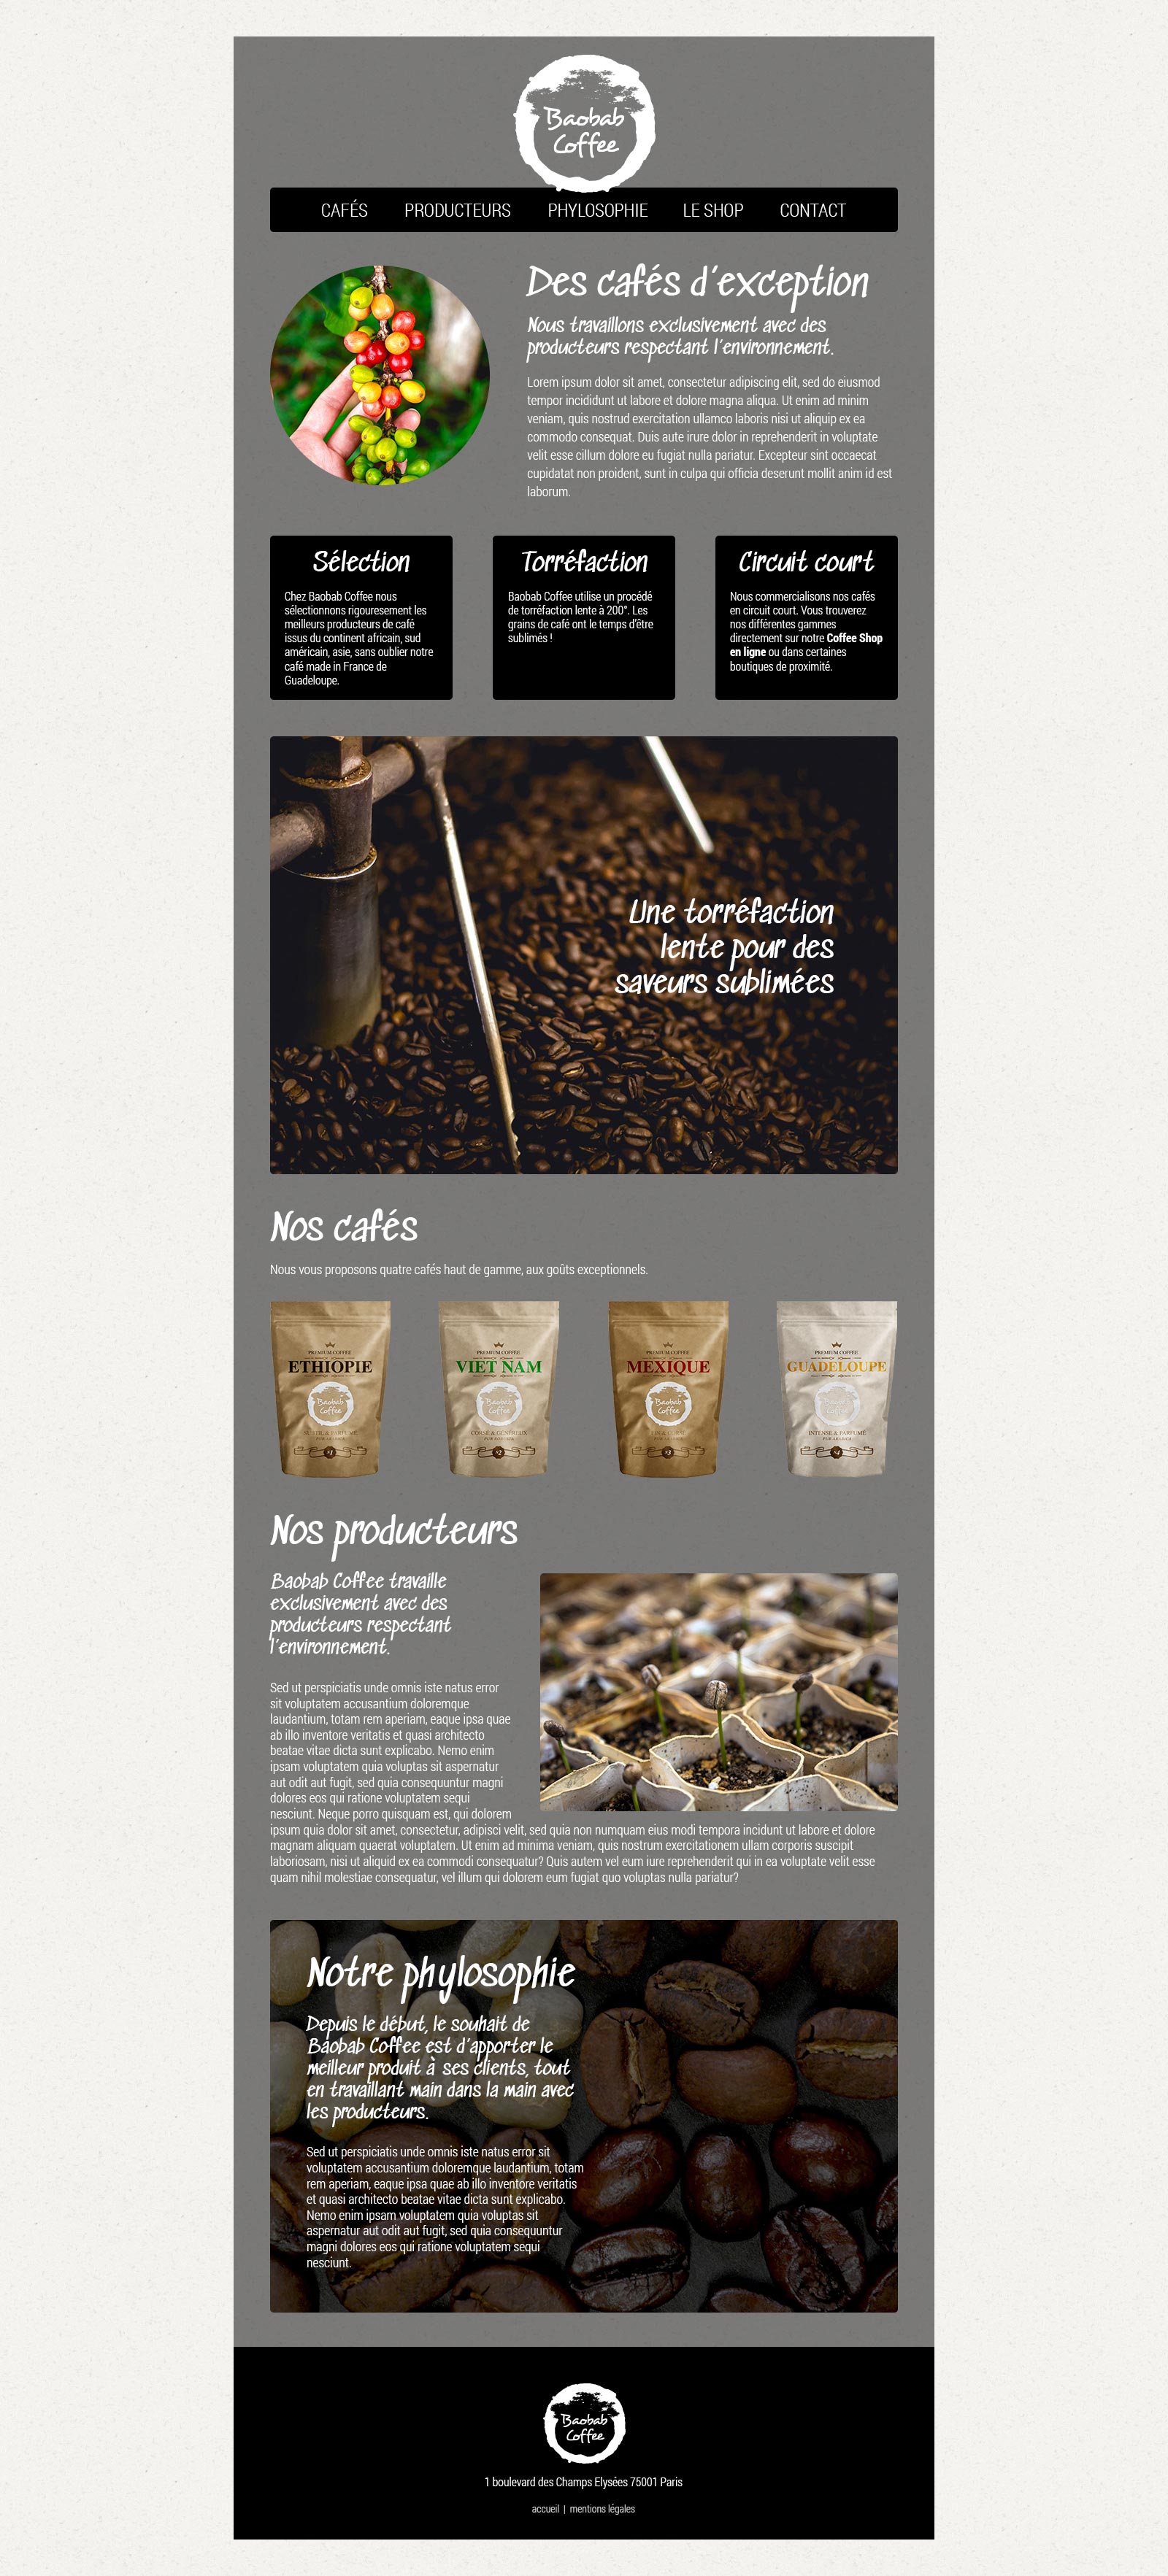 Baobab
Coffee
CAFÉS PRODUCTEURS PHYLOSOPHIE LE SHOP CONTACT
Des cafés d'exception
Nous travaillons exclusivement avec des
producteurs respectant l'environnement.
Lorem ipsum dolor sit amet, consectetur adipiscing elit, sed do eiusmod
tempor incididunt ut labore et dolore magna aliqua. Ut enim ad minim
veniam, quis nostrud exercitation ullamco laboris nisi ut aliquip ex ea
commodo consequat. Duis aute irure dolor in reprehenderit in voluptate
velit esse cillum dolore eu fugiat nulla pariatur. Excepteur sint occaecat
cupidatat non proident, sunt in culpa qui officia deserunt mollit anim id est
laborum.
Sélection
Chez Baobab Coffee nous
sélectionnons rigouresement les
meilleurs producteurs de café
issus du continent africain, sud
américain, asie, sans oublier notre
café made in France de
Guadeloupe.
Torréfaction
Baobab Coffee utilise un procédé
de torréfaction lente à 200°. Les
grains de café ont le temps d'être
sublimés !
Circuit court
Nous commercialisons nos cafés
en circuit court. Vous trouverez
nos différentes gammes
directement sur notre Coffee Shop
en ligne ou dans certaines
boutiques de proximité.
Une torréfaction
lente pour des
saveurs sublimées
Nos cafés
Nous vous proposons quatre cafés haut de gamme, aux goûts exceptionnels.
PREMIUM COFFEE
ETHIOPIE
Baobab
Coffee
PREMIUM COFFEE
VIET NAM
Baobab
Coffee
CORSÉ & GÉNÉREUX
PREMIUM COFFEE
MEXIQUE
Baobab
Coffee
PREMIUM COFFEE
GUADELOUPE
Baobab
Coffee
INTENSE & PARFUMÉ
Nos producteurs
Baobab Coffee travaille
exclusivement avec des
producteurs respectant
l'environnement.
Sed ut perspiciatis unde omnis iste natus error
sit voluptatem accusantium doloremque
laudantium, totam rem aperiam, eaque ipsa quae
ab illo inventore veritatis et quasi architecto
beatae vitae dicta sunt explicabo. Nemo enim
ipsam voluptatem quia voluptas sit aspernatur
aut odit aut fugit, sed quia consequuntur magni
dolores eos qui ratione voluptatem sequi
nesciunt. Neque porro quisquam est, qui dolorem
ipsum quia dolor sit amet, consectetur, adipisci velit, sed quia non numquam eius modi tempora incidunt ut labore et dolore
magnam aliquam quaerat voluptatem. Ut enim ad minima veniam, quis nostrum exercitationem ullam corporis suscipit
laboriosam, nisi ut aliquid ex ea commodi consequatur? Quis autem vel eum iure reprehenderit qui in ea voluptate velit esse
quam nihil molestiae consequatur, vel illum qui dolorem eum fugiat quo voluptas nulla pariatur?
Notre phylosophie
Depuis le début, le souhait de
Baobab Coffee est d'apporter le
meilleur produit à ses clients, tout
en travaillant main dans la main avec
les producteurs.
Sed ut perspiciatis unde omnis iste natus error sit
voluptatem accusantium doloremque laudantium, totam
rem aperiam, eaque ipsa quae ab illo inventore veritatis
et quasi architecto beatae vitae dicta sunt explicabo.
Nemo enim ipsam voluptatem quia voluptas sit
aspernatur aut odit aut fugit, sed quia consequuntur
magni dolores eos qui ratione voluptatem sequi
nesciunt.
Baobab
Coffee
1 boulevard des Champs Elysées 75001 Paris
accueil | mentions légales